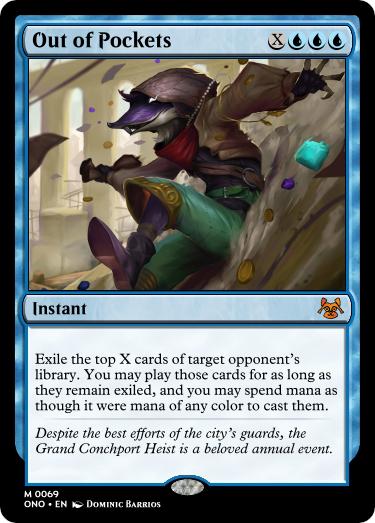 Out of Pockets X
Instant
Exile the top X cards of target opponent's
library. You may play those cards for as long as
they remain exiled, and you may spend mana as
though it were mana of any color to cast them.
Despite the best efforts of the city's guards, the
Grand Conchport Heist is a beloved annual event.
M 0069
ONO • EN Dominic Barrios